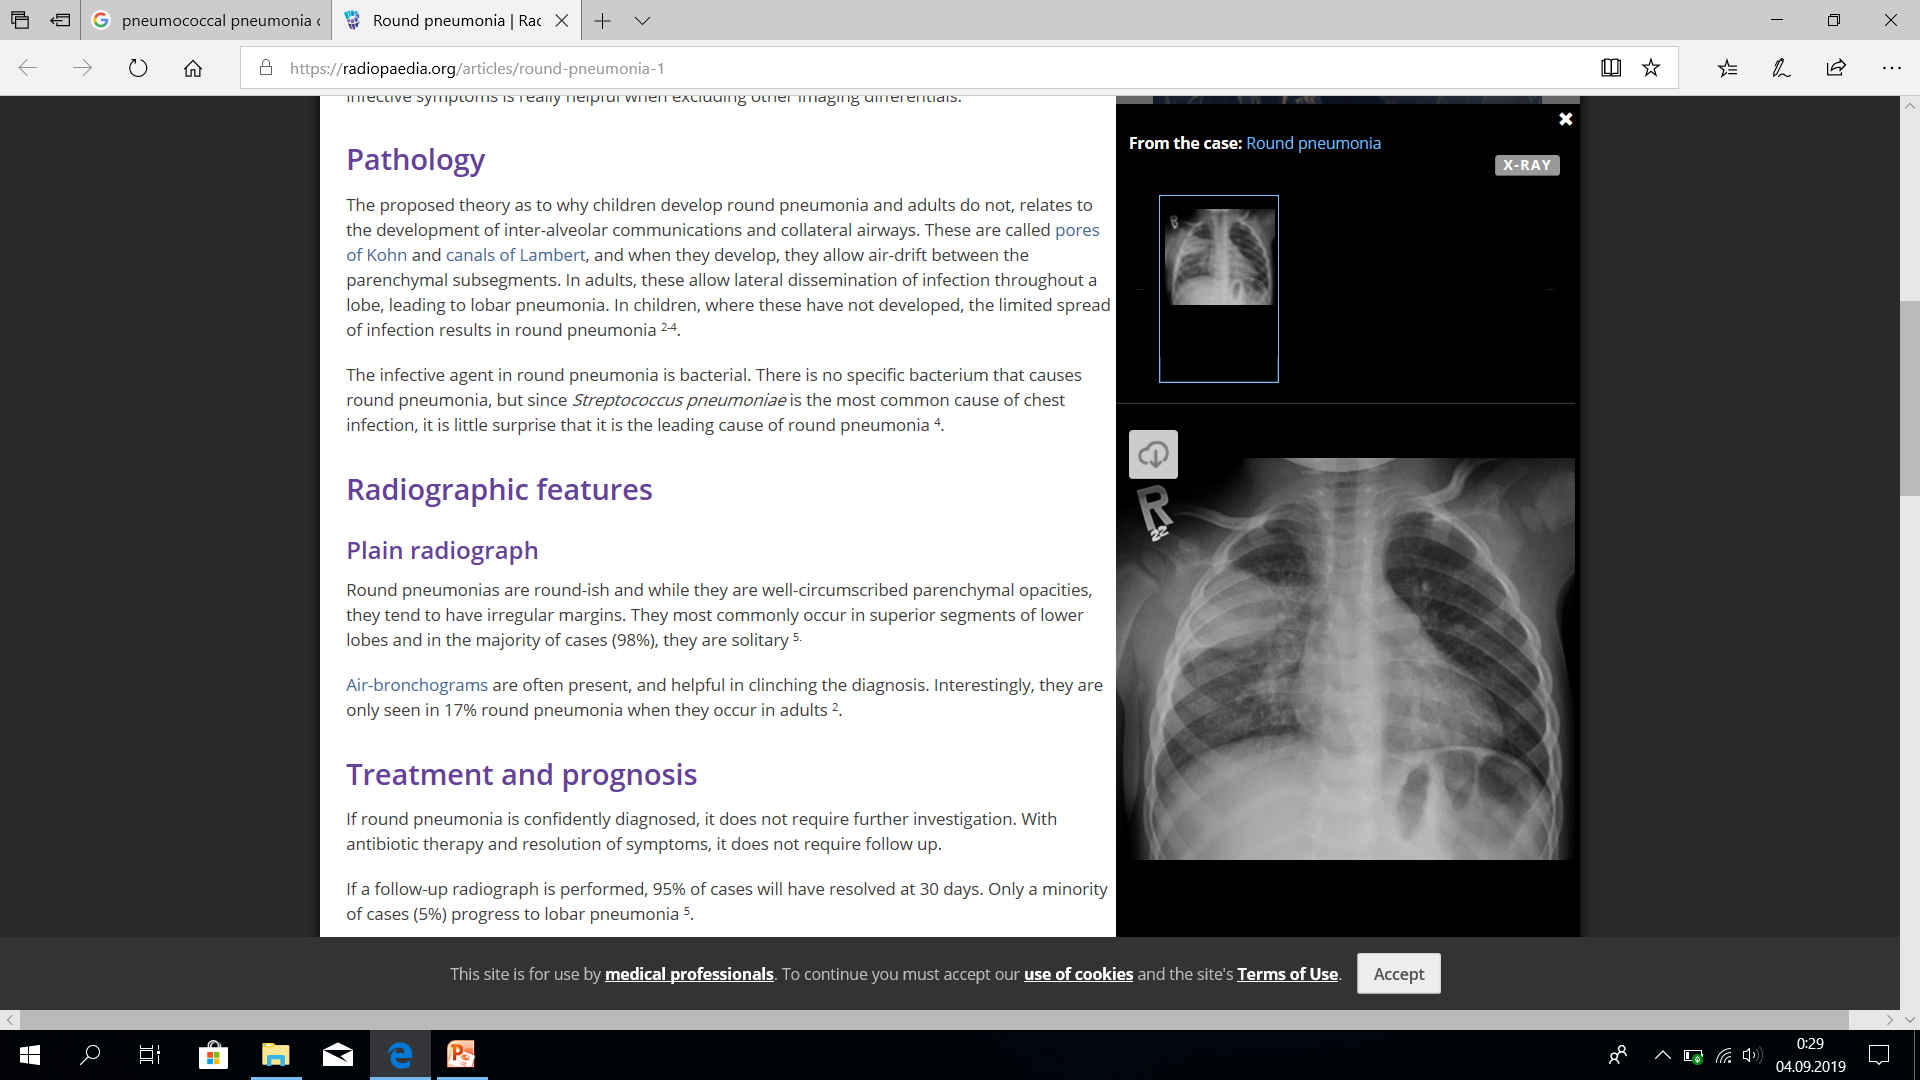 pneumococcal pneumonia
Round pneumonia | Rac
https://radiopaedia.org/articles/round-pneumonia-1
infective symptoms is really helpful when excluding other imaging differentials.
Pathology
The proposed theory as to why children develop round pneumonia and adults do not, relates to
the development of inter-alveolar communications and collateral airways. These are called pores
of Kohn and canals of Lambert, and when they develop, they allow air-drift between the
parenchymal subsegments. In adults, these allow lateral dissemination of infection throughout a
lobe, leading to lobar pneumonia. In children, where these have not developed, the limited spread
of infection results in round pneumonia 2-4.
The infective agent in round pneumonia is bacterial. There is no specific bacterium that causes
round pneumonia, but since Streptococcus pneumoniae is the most common cause of chest
infection, it is little surprise that it is the leading cause of round pneumonia 4.
Radiographic features
Plain radiograph
Round pneumonias are round-ish and while they are well-circumscribed parenchymal opacities,
they tend to have irregular margins. They most commonly occur in superior segments of lower
lobes and in the majority of cases (98%), they are solitary 5.
Air-bronchograms are often present, and helpful in clinching the diagnosis. Interestingly, they are
only seen in 17% round pneumonia when they occur in adults 2.
Treatment and prognosis
If round pneumonia is confidently diagnosed, it does not require further investigation. With
antibiotic therapy and resolution of symptoms, it does not require follow up.
If a follow-up radiograph is performed, 95% of cases will have resolved at 30 days. Only a minority
of cases (5%) progress to lobar pneumonia 5.
From the case: Round pneumonia
X-RAY
R
R
22
This site is for use by medical professionals. To continue you must accept our use of cookies and the site's Terms of Use.
Accept
0:29
04.09.2019